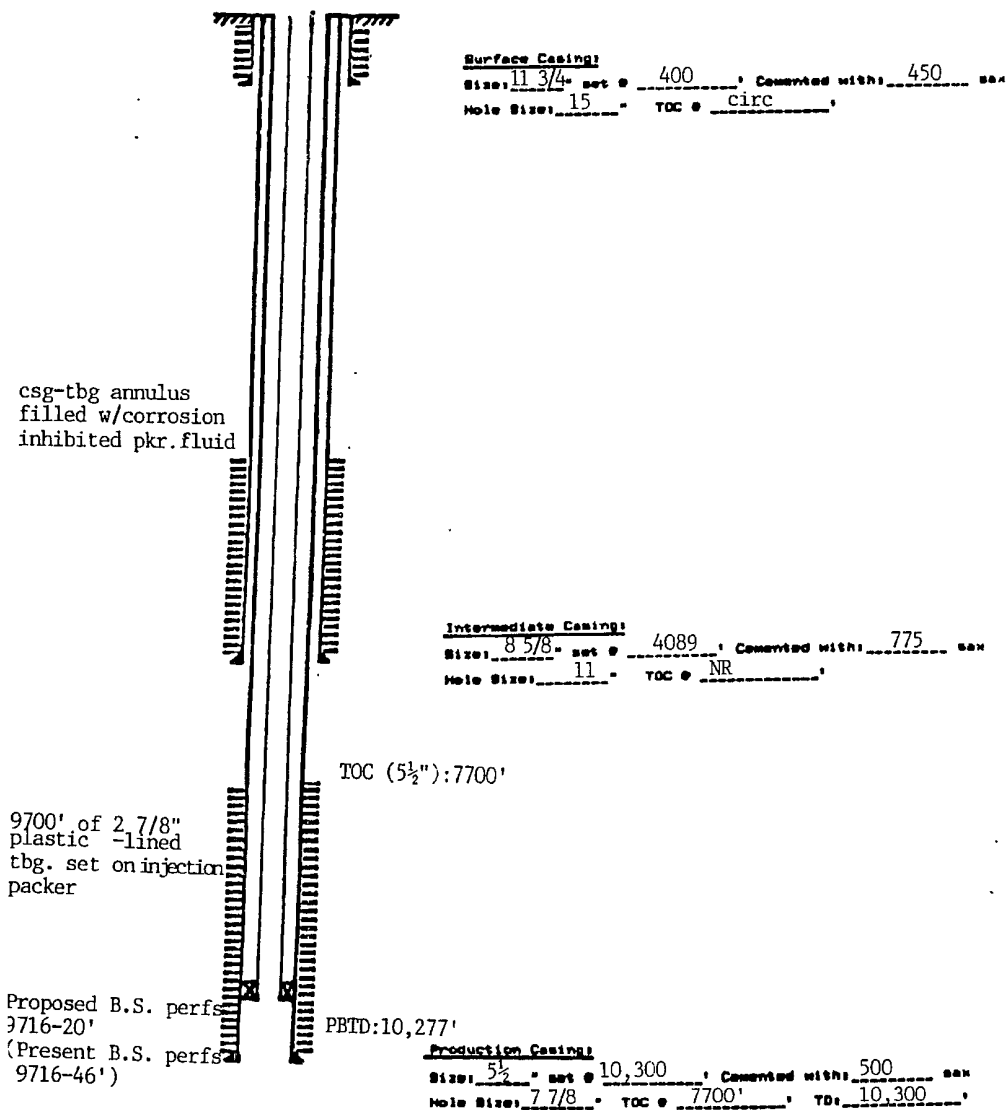 Surface Casing:
Size: 11 3/4" set @ 400 ' Cemented with: 450 sax
Hole Size: 15 " TOC @ circ '
csg-tbg annulus
filled w/corrosion
inhibited pkr.fluid
Intermediate Casing:
Size: 8 5/8" set @ 4089 ' Cemented with: 775 sax
Hole Size: 11 " TOC @ NR '
TOC (5½"):7700'
9700' of 2 7/8"
plastic -lined
tbg. set on injection
packer
Proposed B.S. perfs
9716-20'
(Present B.S. perfs
9716-46')
PBTD:10,277'
Production Casing:
Size: 5½ " set @ 10,300 ' Cemented with: 500 sax
Hole Size: 7 7/8 " TOC @ 7700' ' TD: 10,300 '